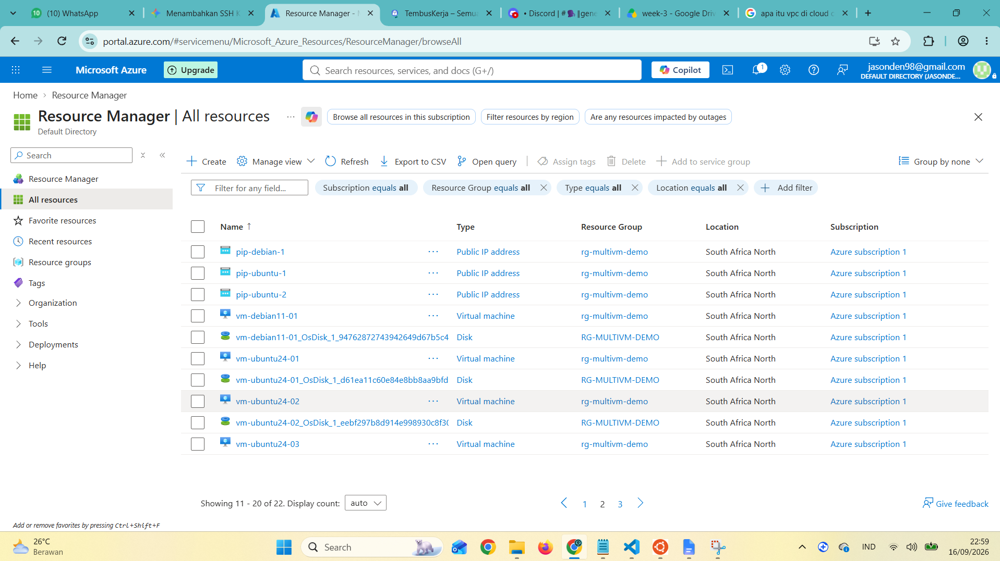 (10) WhatsApp
Menambahkan SSH K
Resource Manager - M
TembusKerja – Semua
• Discord | #🗣️║gene
week-3 - Google Driv
apa itu vpc di cloud c
portal.azure.com/#servicemenu/Microsoft_Azure_Resources/ResourceManager/browseAll
Microsoft Azure
Upgrade
Search resources, services, and docs (G+/)
Copilot
1
jasonden98@gmail.com
DEFAULT DIRECTORY (JASONDE...
Home > Resource Manager
Resource Manager | All resources
...
Browse all resources in this subscription
Filter resources by region
Are any resources impacted by outages
Default Directory
Search
Create
Manage view
Refresh
Export to CSV
Open query
Assign tags
Delete
Add to service group
Group by none
Resource Manager
All resources
Favorite resources
Recent resources
Resource groups
Tags
Organization
Tools
Deployments
Help
Filter for any field...
Subscription equals all
Resource Group equals all
Type equals all
Location equals all
Add filter
Name ↑ Type Resource Group Location Subscription
pip-debian-1 ... Public IP address rg-multivm-demo South Africa North Azure subscription 1
pip-ubuntu-1 ... Public IP address rg-multivm-demo South Africa North Azure subscription 1
pip-ubuntu-2 ... Public IP address rg-multivm-demo South Africa North Azure subscription 1
vm-debian11-01 ... Virtual machine rg-multivm-demo South Africa North Azure subscription 1
vm-debian11-01_OsDisk_1_94762872743942649d67b5c4 Disk RG-MULTIVM-DEMO South Africa North Azure subscription 1
vm-ubuntu24-01 ... Virtual machine rg-multivm-demo South Africa North Azure subscription 1
vm-ubuntu24-01_OsDisk_1_d61ea11c60e84e8bb8aa9bfd Disk RG-MULTIVM-DEMO South Africa North Azure subscription 1
vm-ubuntu24-02 ... Virtual machine rg-multivm-demo South Africa North Azure subscription 1
vm-ubuntu24-02_OsDisk_1_eebf297b8d914e998930c8f30 Disk RG-MULTIVM-DEMO South Africa North Azure subscription 1
vm-ubuntu24-03 ... Virtual machine rg-multivm-demo South Africa North Azure subscription 1
Showing 11 - 20 of 22. Display count: auto
1 2 3
Give feedback
Add or remove favorites by pressing Ctrl+Shift+F
26°C
Berawan
Search
IND
22:59
16/09/2026